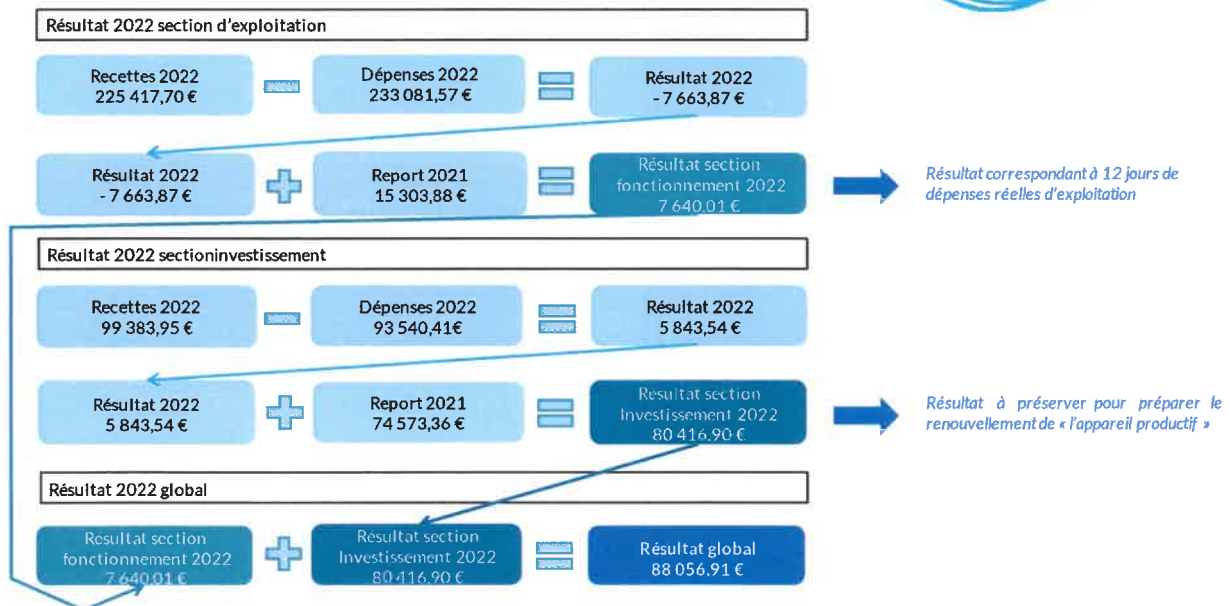 Résultat 2022 section d'exploitation
Recettes 2022
225 417,70 €
Dépenses 2022
233 081,57 €
Résultat 2022
- 7 663,87 €
Résultat 2022
- 7 663,87 €
Report 2021
15 303,88 €
Résultat section
fonctionnement 2022
7 640,01 €
Résultat correspondant à 12 jours de
dépenses réelles d'exploitation
Résultat 2022 sectioninvestissement
Recettes 2022
99 383,95 €
Dépenses 2022
93 540,41€
Résultat 2022
5 843,54 €
Résultat 2022
5 843,54 €
Report 2021
74 573,36 €
Résultat section
Investissement 2022
80 416,90 €
Résultat à préserver pour préparer le
renouvellement de « l'appareil productif »
Résultat 2022 global
Résultat section
fonctionnement 2022
7 640,01 €
Résultat section
Investissement 2022
80 416,90 €
Résultat global
88 056,91 €